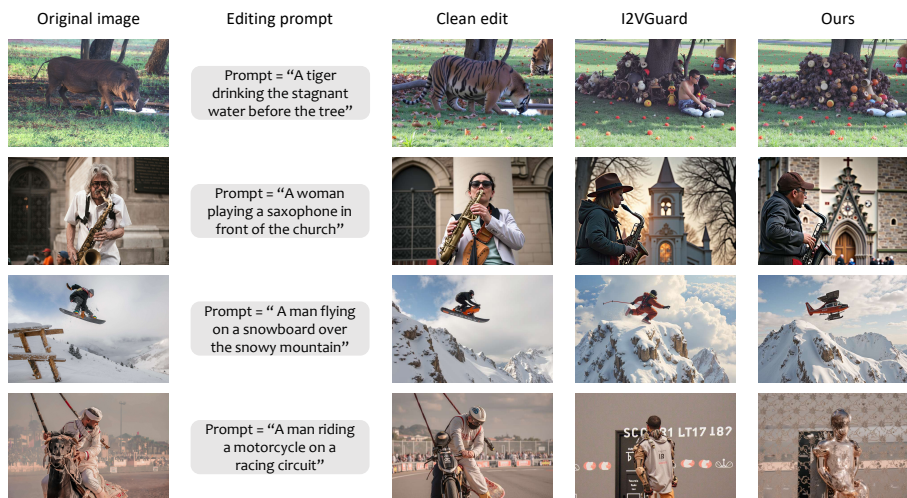 Original image
Editing prompt
Clean edit
I2VGuard
Ours
Prompt = “A tiger
drinking the stagnant
water before the tree”
Prompt = “A woman
playing a saxophone in
front of the church”
Prompt = “ A man flying
on a snowboard over
the snowy mountain”
Prompt = “A man riding
a motorcycle on a
racing circuit”